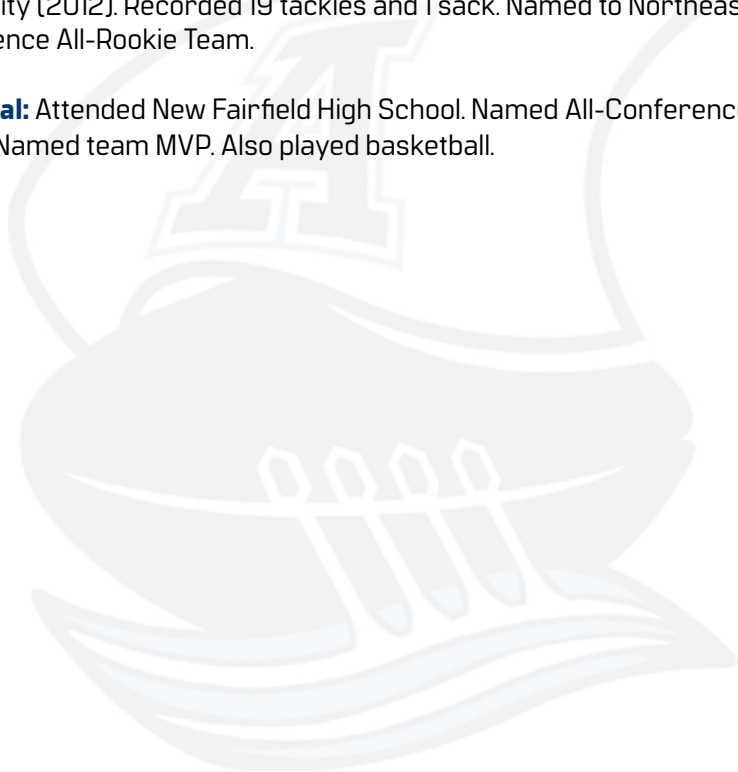 ity (2012). Recorded 19 tackles and 1 sack. Named to Northeas
ence All-Rookie Team.
al: Attended New Fairfield High School. Named All-Conference
Named team MVP. Also played basketball.
A